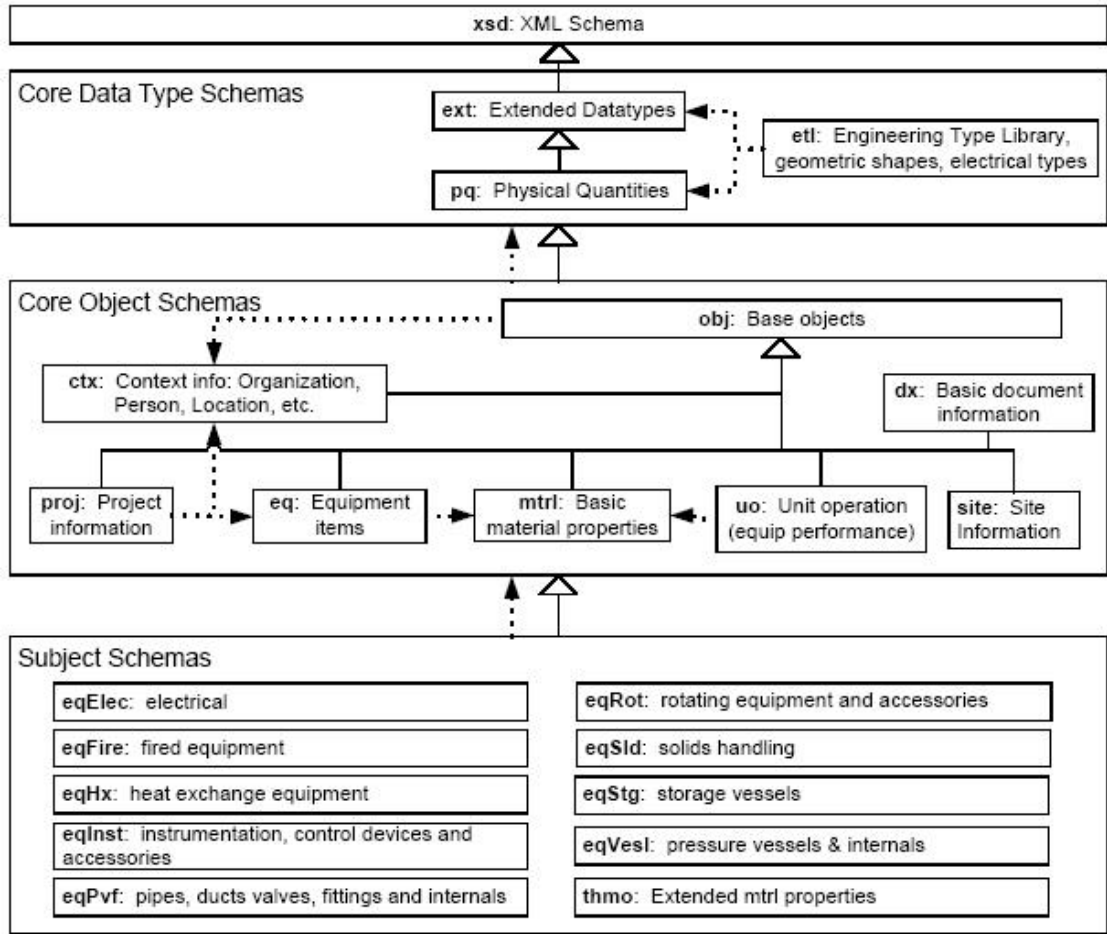 xsd: XML Schema
Core Data Type Schemas
ext: Extended Datatypes
etl: Engineering Type Library,
geometric shapes, electrical types
pq: Physical Quantities
Core Object Schemas
obj: Base objects
ctx: Context info: Organization,
Person, Location, etc.
dx: Basic document
information
proj: Project
information
eq: Equipment
items
mtrl: Basic
material properties
uo: Unit operation
(equip performance)
site: Site
Information
Subject Schemas
eqElec: electrical
eqFire: fired equipment
eqHx: heat exchange equipment
eqInst: instrumentation, control devices and
accessories
eqPvf: pipes, ducts valves, fittings and internals
eqRot: rotating equipment and accessories
eqSld: solids handling
eqStg: storage vessels
eqVesl: pressure vessels & internals
thmo: Extended mtrl properties